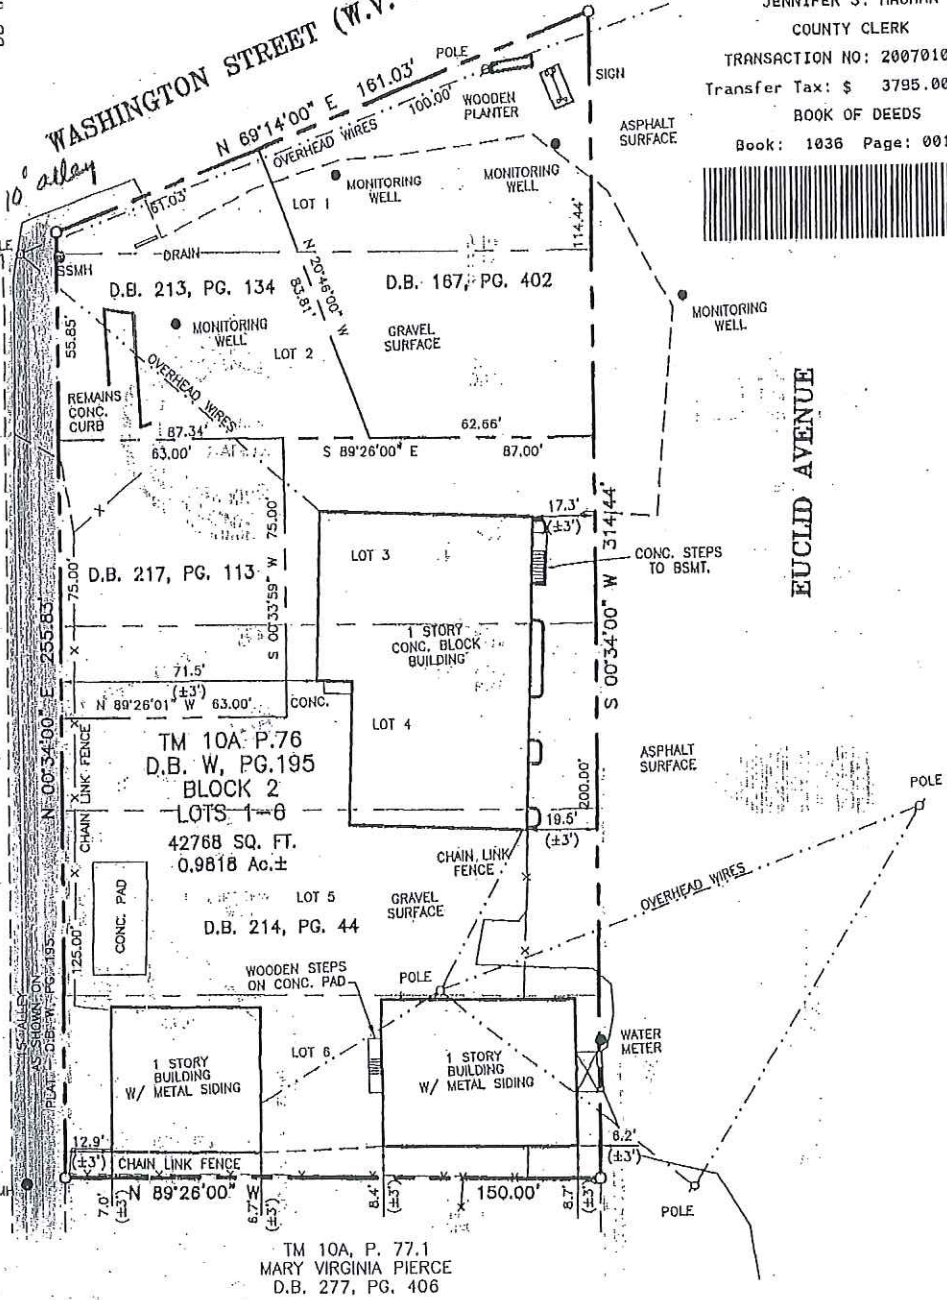 WASHINGTON STREET (W.V.
JENNIFER S.
COUNTY CLERK
TRANSACTION NO: 2007010
Transfer Tax: $ 3795.00
BOOK OF DEEDS
Book: 1036 Page: 001
10' alley
N 69°14'00" E 161.03'
POLE
SIGN
WOODEN
PLANTER
100.00'
OVERHEAD WIRES
61.03'
ASPHALT
SURFACE
MONITORING
WELL
MONITORING
WELL
LOT 1
114.44'
SSMH
DRAIN
D.B. 213, PG. 134
N 20°46'00" W
83.81'
D.B. 167, PG. 402
MONITORING
WELL
MONITORING
WELL
GRAVEL
SURFACE
LOT 2
55.85'
OVERHEAD WIRES
REMAINS
CONC.
CURB
87.34'
62.66'
63.00'
S 89°26'00" E
87.00'
EUCLID AVENUE
17.3'
(±3')
CONC. STEPS
TO BSMT.
LOT 3
D.B. 217, PG. 113
75.00'
S 00°33'59" W 75.00'
S 00°34'00" W 314.44'
1 STORY
CONC. BLOCK
BUILDING
N 00°34'00" E 255.83'
71.5'
(±3')
N 89°26'01" W 63.00'
CONC.
LOT 4
CHAIN LINK FENCE
TM 10A P.76
D.B. W, PG.195
BLOCK 2
LOTS 1-6
42768 SQ. FT.
0.9818 Ac.±
ASPHALT
SURFACE
200.00'
19.5'
(±3')
POLE
CHAIN LINK
FENCE
OVERHEAD WIRES
CONC. PAD
LOT 5
GRAVEL
SURFACE
D.B. 214, PG. 44
125.00'
15' ALLEY
AS SHOWN ON
PLAT - D.B. W, PG. 195
WOODEN STEPS
ON CONC. PAD
POLE
WATER
METER
LOT 6
1 STORY
BUILDING
W/ METAL SIDING
1 STORY
BUILDING
W/ METAL SIDING
12.9'
(±3')
CHAIN LINK FENCE
6.2'
(±3')
N 89°26'00" W
150.00'
7.0'
(±3')
6.7'
(±3')
8.4'
(±3')
8.7'
(±3')
POLE
TM 10A, P. 77.1
MARY VIRGINIA PIERCE
D.B. 277, PG. 406